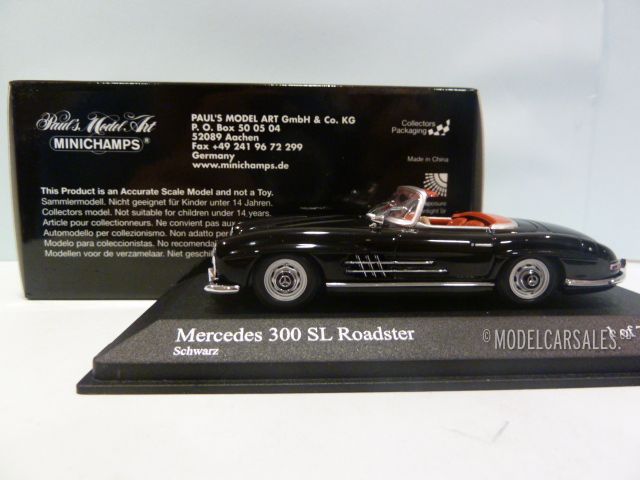 Paul's Model Art
MINICHAMPS®
PAUL'S MODEL ART GmbH & Co. KG
P. O. Box 50 05 04
52089 Aachen
Fax +49 241 96 72 299
Germany
www.minichamps.de
Collectors
Packaging
Made in China
This Product is an Accurate Scale Model and not a Toy.
Sammlermodell. Nicht geeignet für Kinder unter 14 Jahren.
Collectors model. Not suitable for children under 14 years.
Article pour collectionneurs. Ne convient pas aux
Automodello per collezionismo. Non adatto
Modelo para coleccionistas. No
Modellen voor de verzamelaar. Niet
Mercedes 300 SL Roadster
Schwarz
1 of
© MODELCARSALES.